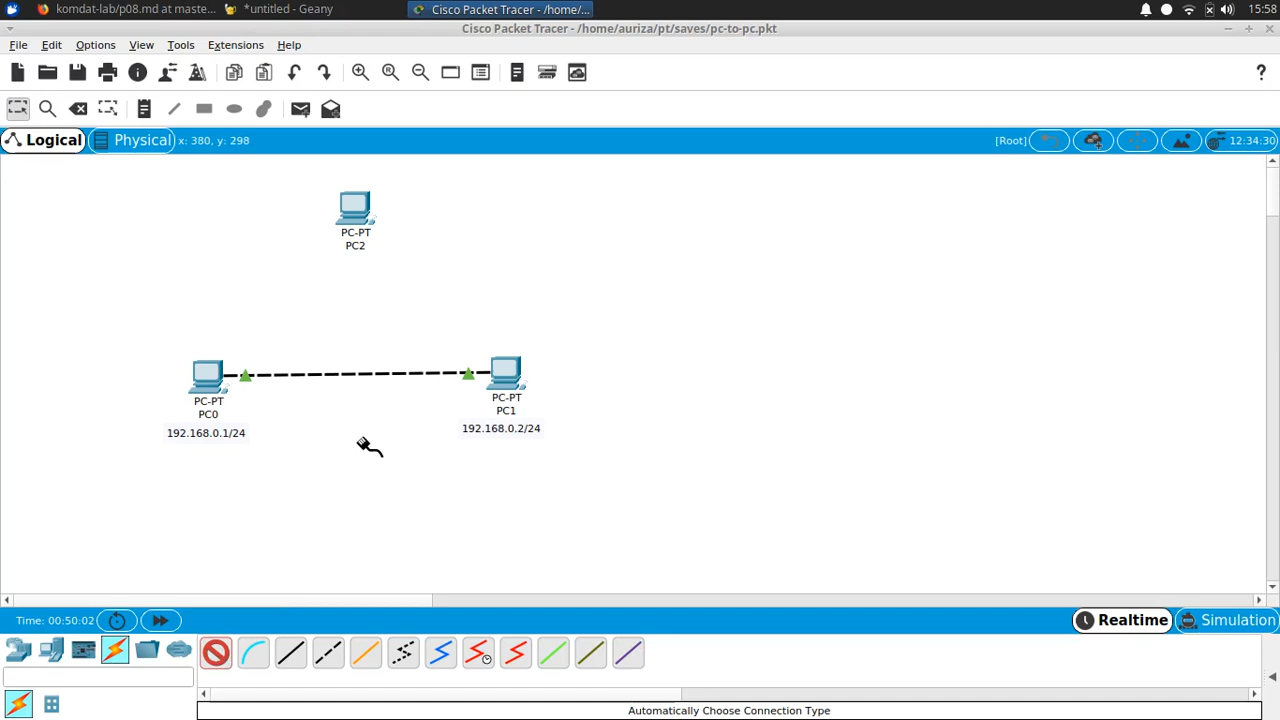 komdat-lab/p08.md at maste...
*untitled - Geany
Cisco Packet Tracer - /home/...
15:58
Cisco Packet Tracer - /home/auriza/pt/saves/pc-to-pc.pkt
File Edit Options View Tools Extensions Help
Logical
Physical
x: 380, y: 298
[Root]
12:34:30
PC-PT
PC2
PC-PT
PC0
192.168.0.1/24
PC-PT
PC1
192.168.0.2/24
Time: 00:50:02
Realtime
Simulation
Automatically Choose Connection Type